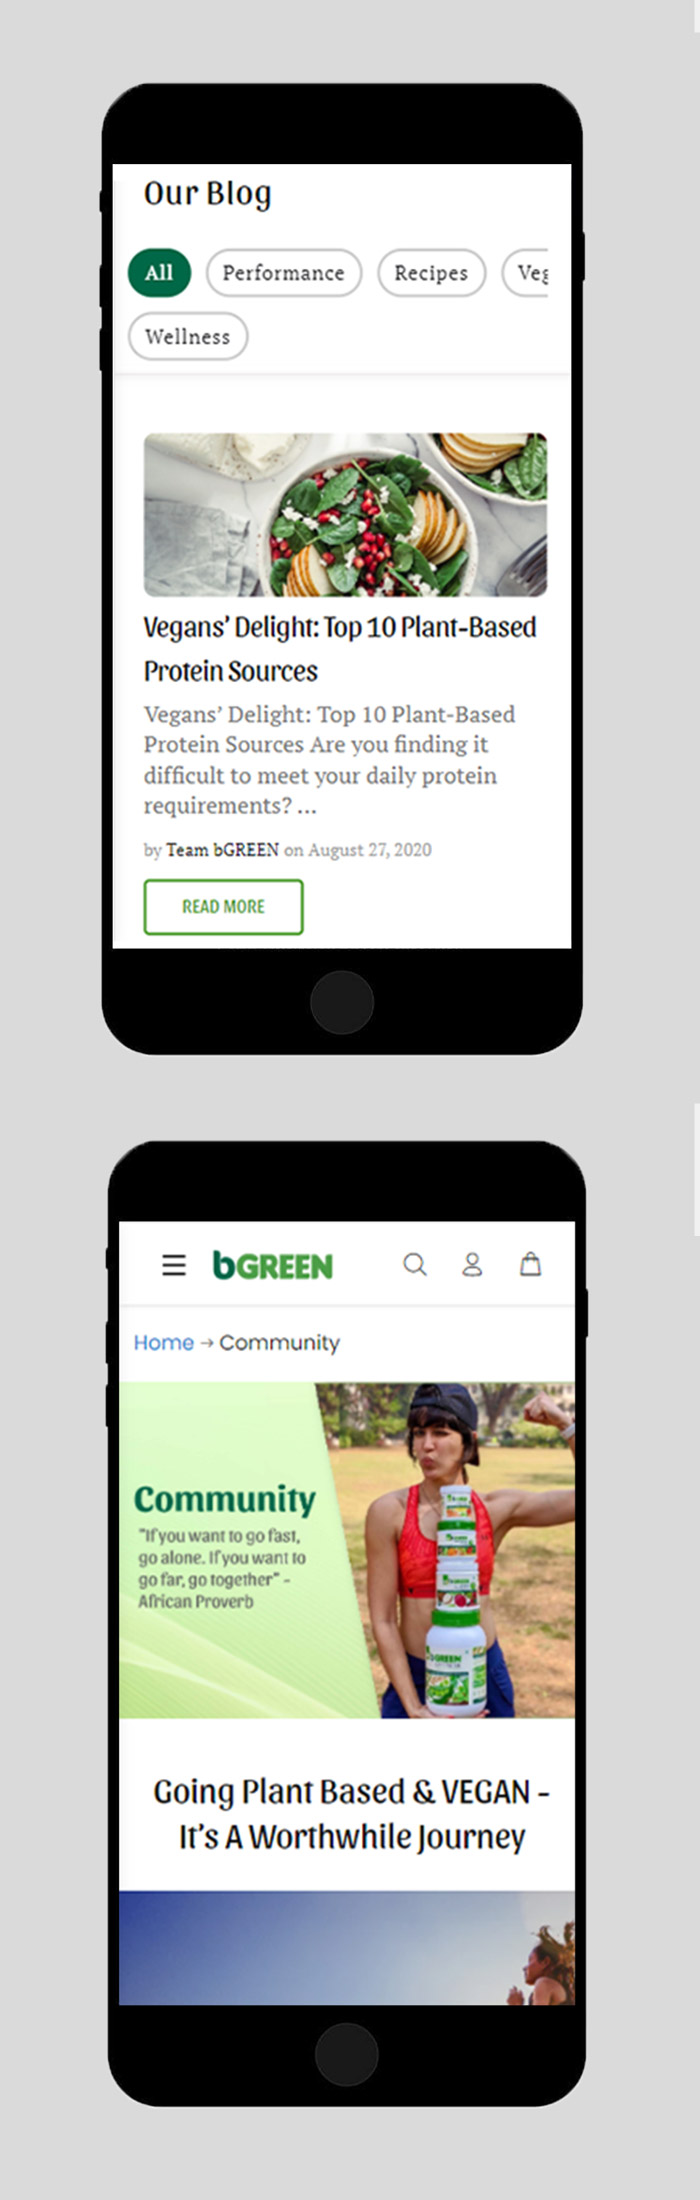 Our Blog
All Performance Recipes Veg
Wellness
Vegans’ Delight: Top 10 Plant-Based
Protein Sources
Vegans’ Delight: Top 10 Plant-Based
Protein Sources Are you finding it
difficult to meet your daily protein
requirements? ...
by Team bGREEN on August 27, 2020
READ MORE
bGREEN
Home → Community
Community
"If you want to go fast,
go alone. If you want to
go far, go together" -
African Proverb
GREEN
Going Plant Based & VEGAN -
It’s A Worthwhile Journey